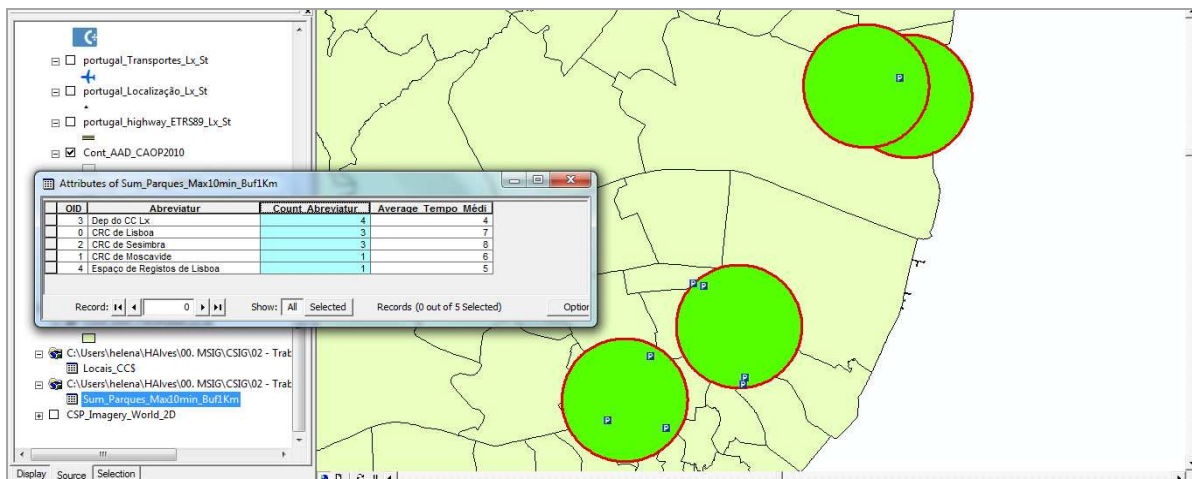 portugal_Transportes_Lx_St
portugal_Localização_Lx_St
portugal_highway_ETRS89_Lx_St
Cont_AAD_CAOP2010
Attributes of Sum_Parques_Max10min_Buf1Km
OID Abreviatur Count_Abreviatur Average_Tempo_Médi
3 Dep do CC Lx 4 4
0 CRC de Lisboa 3 7
2 CRC de Sesimbra 3 8
1 CRC de Moscavide 1 6
4 Espaço de Registos de Lisboa 1 5
Record: 0 Show: All Selected Records (0 out of 5 Selected) Option
C:\Users\helena\HAlves\00. MSIG\CSIG\02 - Trab
Locais_CC$
C:\Users\helena\HAlves\00. MSIG\CSIG\02 - Trab
Sum_Parques_Max10min_Buf1Km
CSP_Imagery_World_2D
Display Source Selection
P
P P
P
P
P
P
P